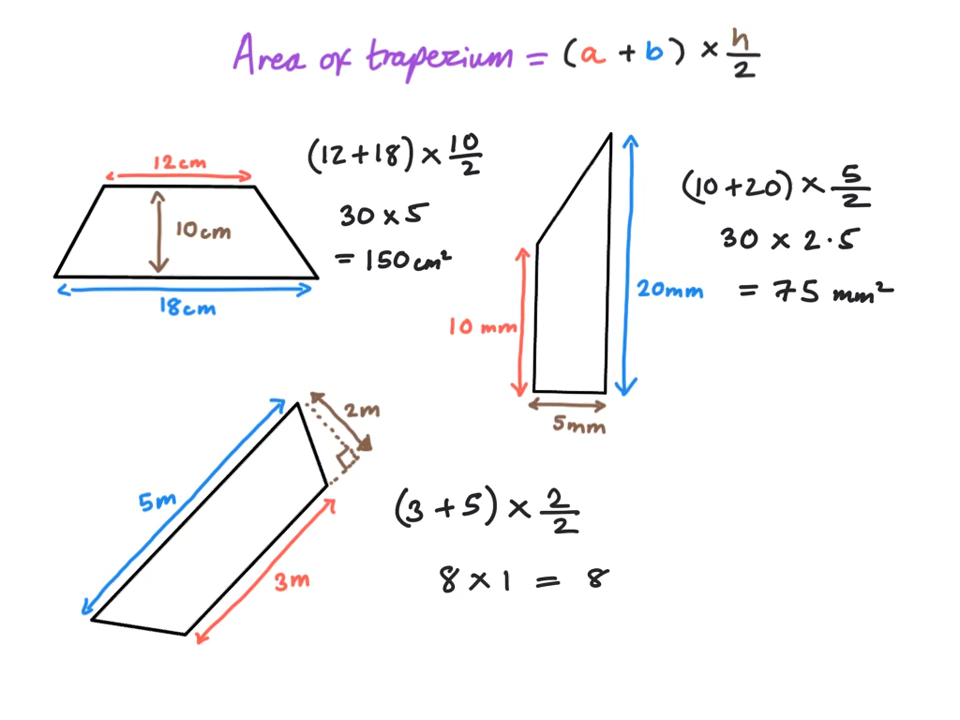 Area of trapezium = (a + b) × h/2
12cm
10cm
18cm
(12 + 18) × 10/2
30 × 5
= 150cm²
10 mm
20mm
5mm
(10 + 20) × 5/2
30 × 2·5
= 75 mm²
5m
2m
3m
(3 + 5) × 2/2
8 × 1 = 8